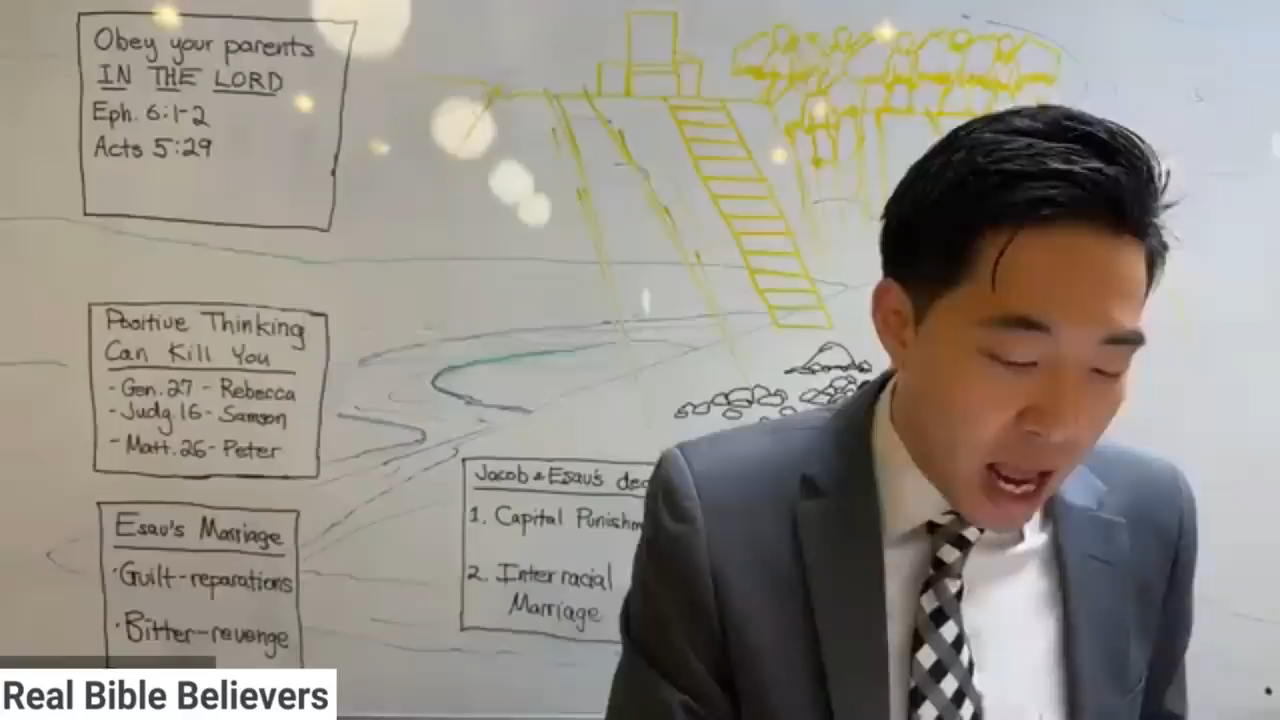 Obey your parents
IN THE LORD
Eph. 6:1-2
Acts 5:29
Positive Thinking
Can Kill You
- Gen. 27 - Rebecca
- Judg. 16 - Samson
- Matt. 26 - Peter
Esau's Marriage
· Guilt-reparations
· Bitter-revenge
Jacob & Esau's
1. Capital
2. Interracial
Marriage
Real Bible Believers